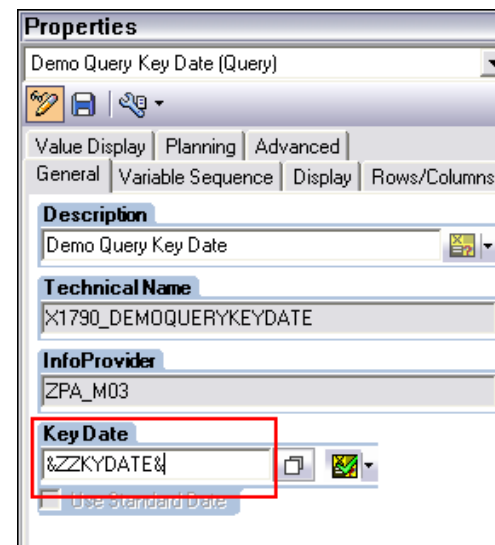 Properties
Demo Query Key Date (Query)
Value Display Planning Advanced
General Variable Sequence Display Rows/Columns
Description
Demo Query Key Date
Technical Name
X1790_DEMOQUERYKEYDATE
InfoProvider
ZPA_M03
Key Date
&ZZKYDATE&
Use Standard Date